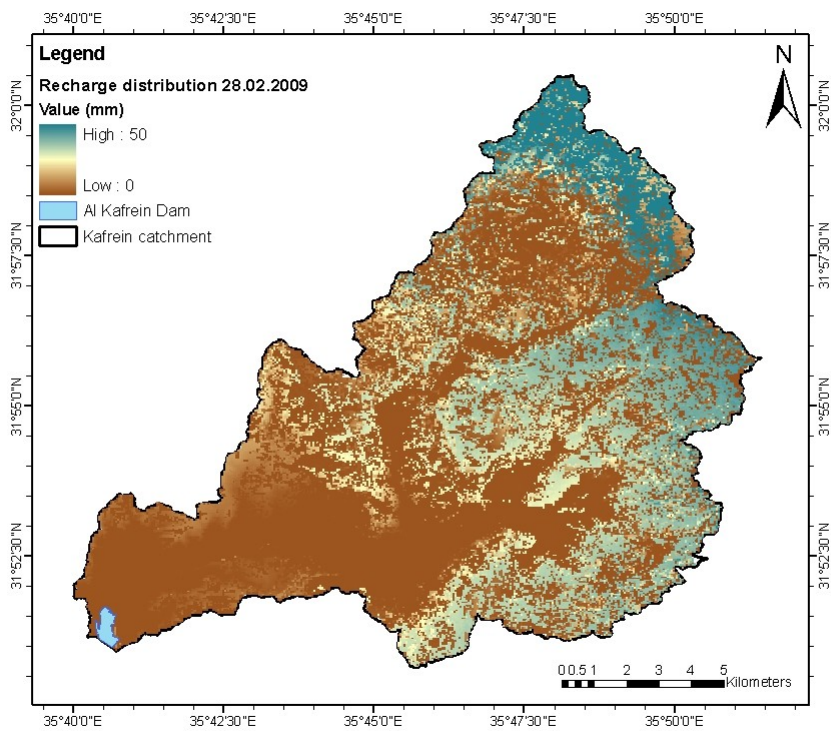 35°40'0"E 35°42'30"E 35°45'0"E 35°47'30"E 35°50'0"E
Legend
Recharge distribution 28.02.2009
Value (mm)
High : 50
Low : 0
Al Kafrein Dam
Kafrein catchment
N
32°0'0"N
31°57'30"N
31°55'0"N
31°52'30"N
32°0'0"N
31°57'30"N
31°55'0"N
31°52'30"N
0 0.5 1 2 3 4 5
Kilometers
35°40'0"E 35°42'30"E 35°45'0"E 35°47'30"E 35°50'0"E